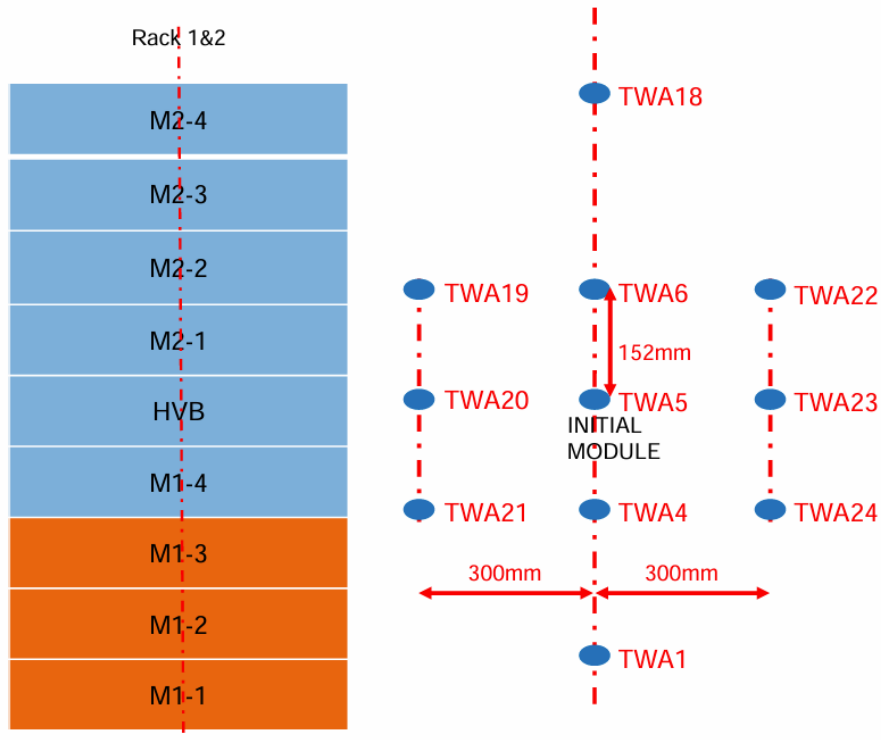 Rack 1&2
M2-4
M2-3
M2-2
M2-1
HVB
M1-4
M1-3
M1-2
M1-1
TWA18
TWA19
TWA6
TWA22
152mm
TWA20
TWA5
TWA23
INITIAL
MODULE
TWA21
TWA4
TWA24
300mm
300mm
TWA1